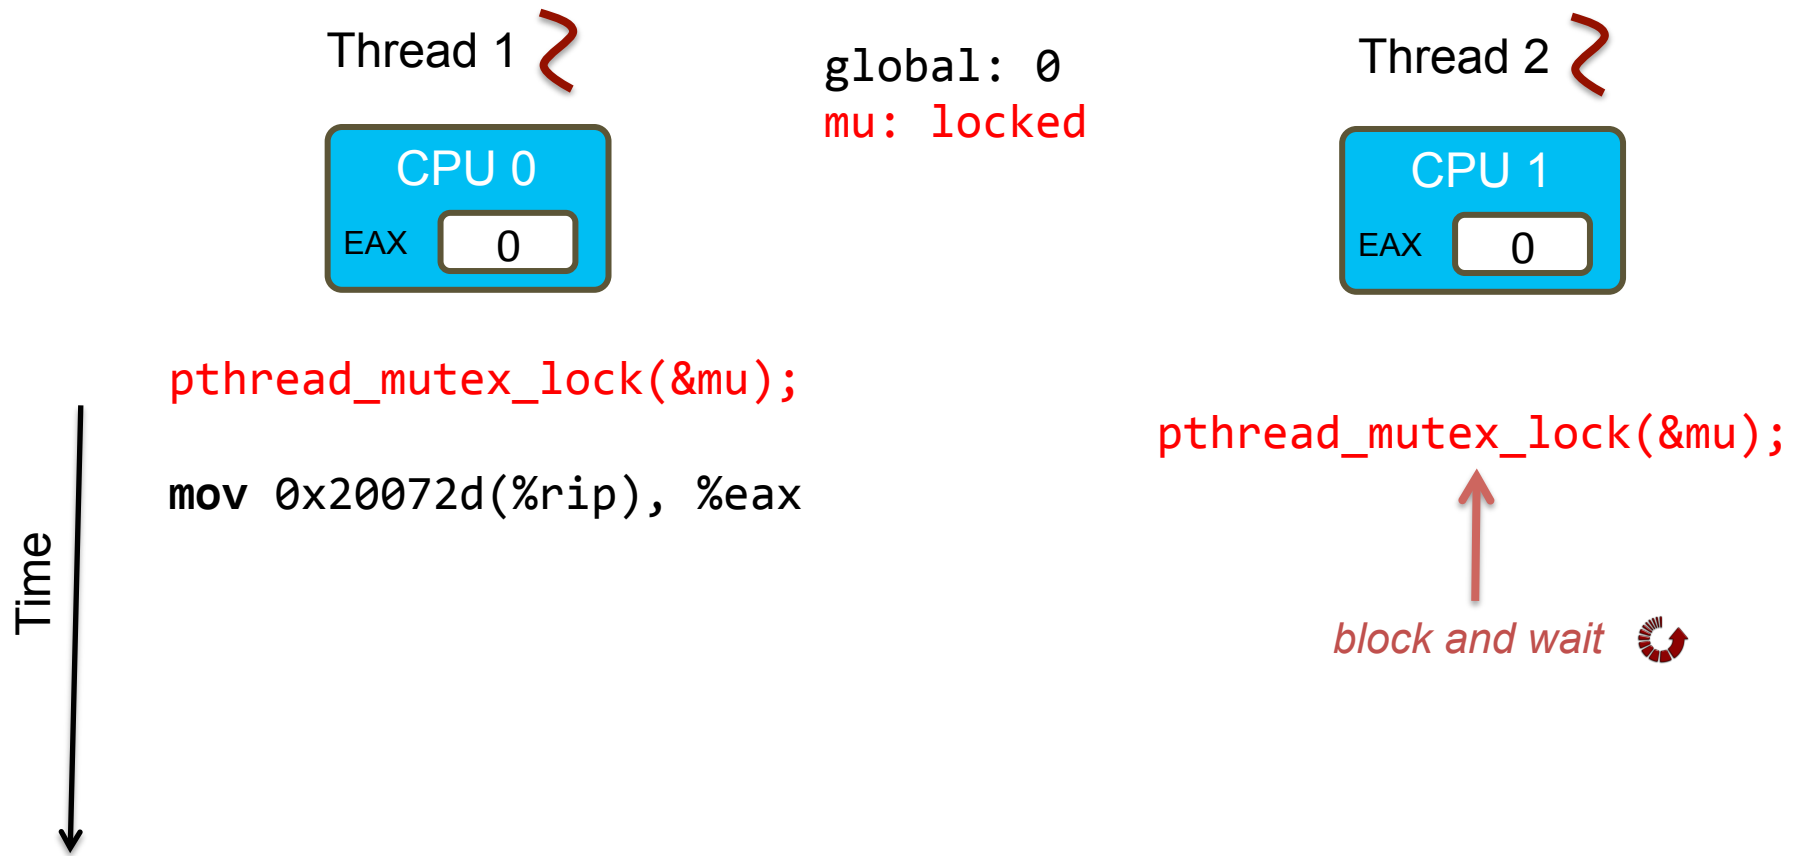 Thread 1
global: 0
mu: locked
Thread 2
CPU 0
EAX 0
CPU 1
EAX 0
pthread_mutex_lock(&mu);
pthread_mutex_lock(&mu);
mov 0x20072d(%rip), %eax
Time
block and wait